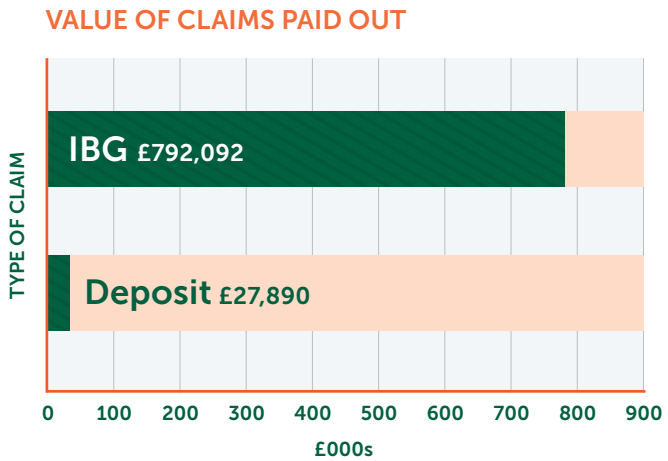 VALUE OF CLAIMS PAID OUT
TYPE OF CLAIM
IBG £792,092
Deposit £27,890
0 100 200 300 400 500 600 700 800 900
£000s